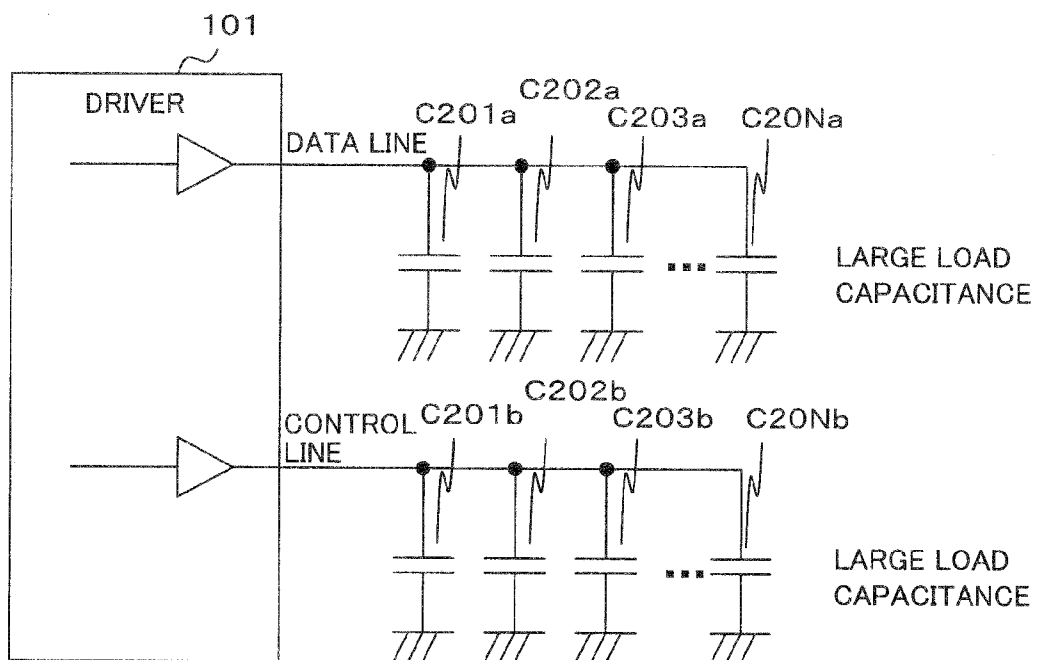 101
DRIVER
DATA LINE
C201a
C202a
C203a
C20Na
LARGE LOAD
CAPACITANCE
CONTROL
LINE
C201b
C202b
C203b
C20Nb
LARGE LOAD
CAPACITANCE